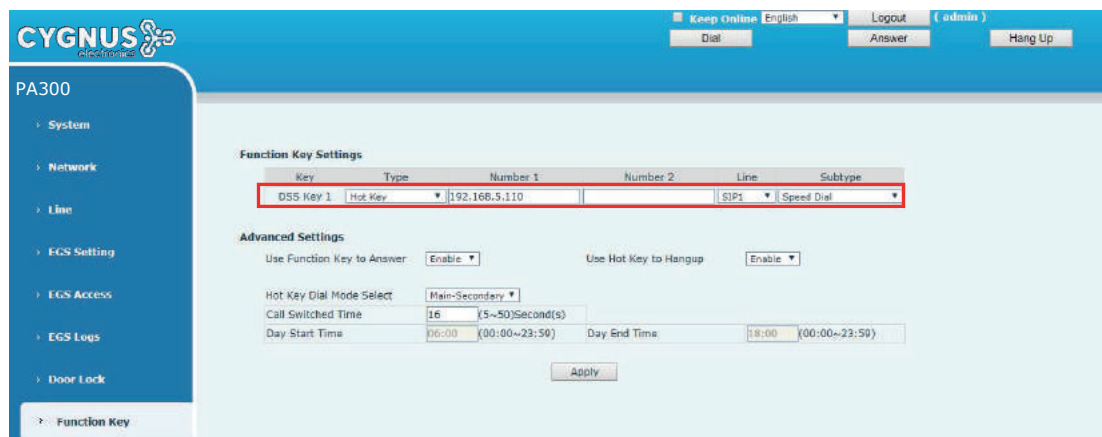 Keep Online English Logout ( admin )
CYGNUS
electronics
Dial Answer Hang Up
PA300
System
Network
Line
EGS Setting
EGS Access
EGS Logs
Door Lock
Function Key
Function Key Settings
Key Type Number 1 Number 2 Line Subtype
DSS Key 1 Hot Key 192.168.5.110 SIP1 Speed Dial
Advanced Settings
Use Function Key to Answer Enable Use Hot Key to Hangup Enable
Hot Key Dial Mode Select Main-Secondary
Call Switched Time 16 (5~50)Second(s)
Day Start Time 06:00 (00:00~23:59) Day End Time 18:00 (00:00~23:59)
Apply